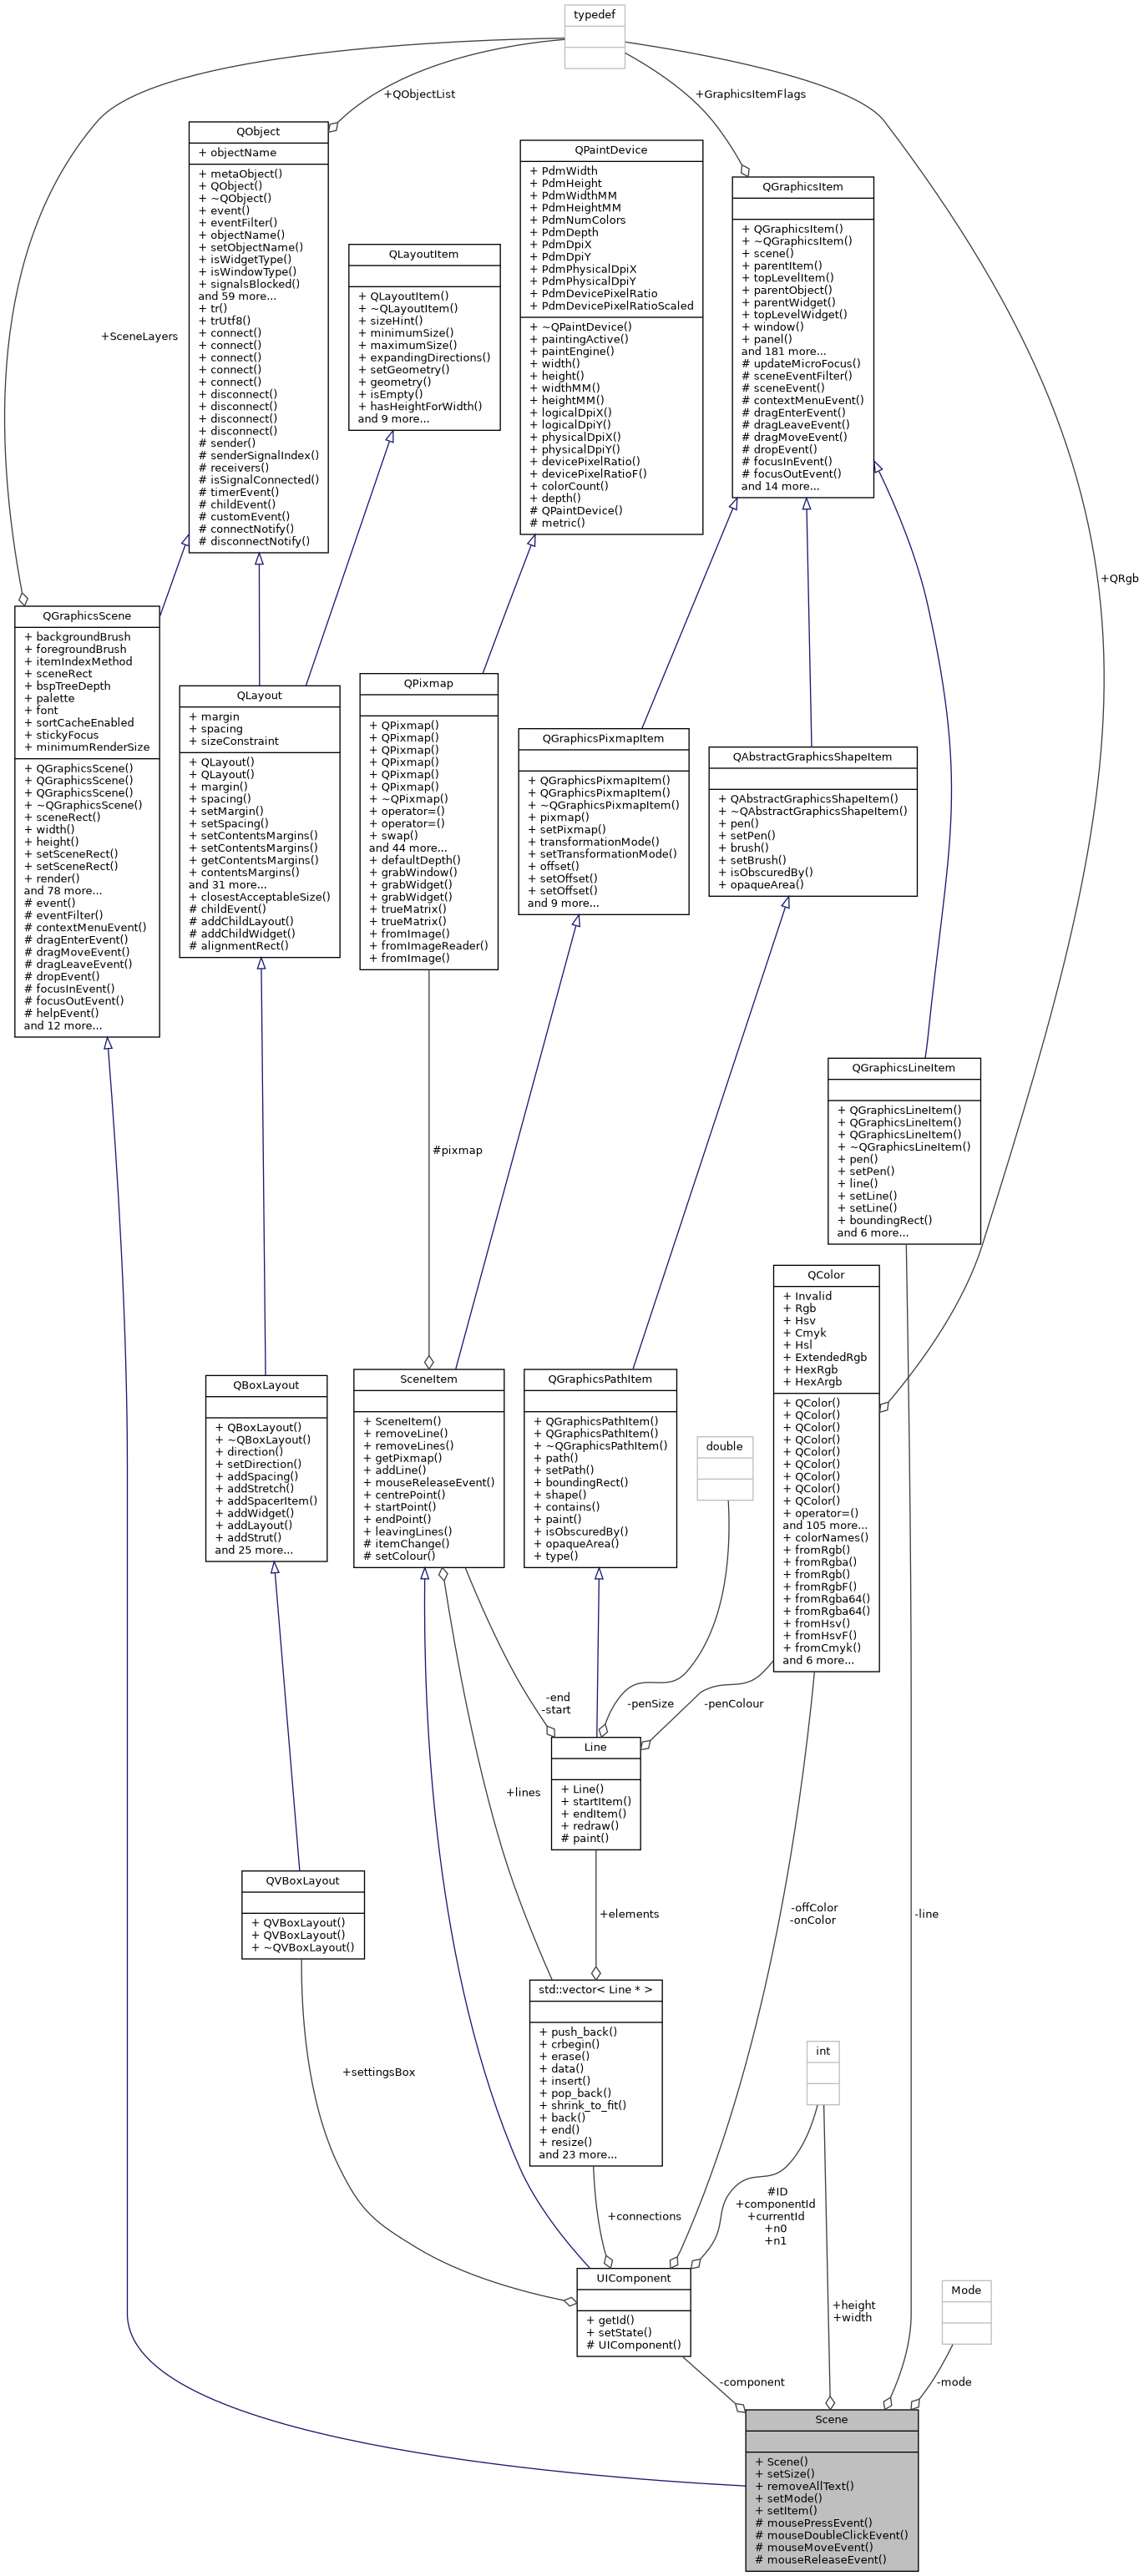 typedef
+QObjectList
+GraphicsItemFlags
+SceneLayers
+QRgb
QObject
+ objectName
+ metaObject()
+ QObject()
+ ~QObject()
+ event()
+ eventFilter()
+ objectName()
+ setObjectName()
+ isWidgetType()
+ isWindowType()
+ signalsBlocked()
and 59 more...
+ tr()
+ trUtf8()
+ connect()
+ connect()
+ connect()
+ connect()
+ connect()
+ disconnect()
+ disconnect()
+ disconnect()
+ disconnect()
# sender()
# senderSignalIndex()
# receivers()
# isSignalConnected()
# timerEvent()
# childEvent()
# customEvent()
# connectNotify()
# disconnectNotify()
QLayoutItem
+ QLayoutItem()
+ ~QLayoutItem()
+ sizeHint()
+ minimumSize()
+ maximumSize()
+ expandingDirections()
+ setGeometry()
+ geometry()
+ isEmpty()
+ hasHeightForWidth()
and 9 more...
QPaintDevice
+ PdmWidth
+ PdmHeight
+ PdmWidthMM
+ PdmHeightMM
+ PdmNumColors
+ PdmDepth
+ PdmDpiX
+ PdmDpiY
+ PdmPhysicalDpiX
+ PdmPhysicalDpiY
+ PdmDevicePixelRatio
+ PdmDevicePixelRatioScaled
+ ~QPaintDevice()
+ paintingActive()
+ paintEngine()
+ width()
+ height()
+ widthMM()
+ heightMM()
+ logicalDpiX()
+ logicalDpiY()
+ physicalDpiX()
+ physicalDpiY()
+ devicePixelRatio()
+ devicePixelRatioF()
+ colorCount()
+ depth()
# QPaintDevice()
# metric()
QGraphicsItem
+ QGraphicsItem()
+ ~QGraphicsItem()
+ scene()
+ parentItem()
+ topLevelItem()
+ parentObject()
+ parentWidget()
+ topLevelWidget()
+ window()
+ panel()
and 181 more...
# updateMicroFocus()
# sceneEventFilter()
# sceneEvent()
# contextMenuEvent()
# dragEnterEvent()
# dragLeaveEvent()
# dragMoveEvent()
# dropEvent()
# focusInEvent()
# focusOutEvent()
and 14 more...
QGraphicsScene
+ backgroundBrush
+ foregroundBrush
+ itemIndexMethod
+ sceneRect
+ bspTreeDepth
+ palette
+ font
+ sortCacheEnabled
+ stickyFocus
+ minimumRenderSize
+ QGraphicsScene()
+ QGraphicsScene()
+ QGraphicsScene()
+ ~QGraphicsScene()
+ sceneRect()
+ width()
+ height()
+ setSceneRect()
+ setSceneRect()
+ render()
and 78 more...
# event()
# eventFilter()
# contextMenuEvent()
# dragEnterEvent()
# dragMoveEvent()
# dragLeaveEvent()
# dropEvent()
# focusInEvent()
# focusOutEvent()
# helpEvent()
and 12 more...
QLayout
+ margin
+ spacing
+ sizeConstraint
+ QLayout()
+ QLayout()
+ margin()
+ spacing()
+ setMargin()
+ setSpacing()
+ setContentsMargins()
+ setContentsMargins()
+ getContentsMargins()
+ contentsMargins()
and 31 more...
+ closestAcceptableSize()
# childEvent()
# addChildLayout()
# addChildWidget()
# alignmentRect()
QPixmap
+ QPixmap()
+ QPixmap()
+ QPixmap()
+ QPixmap()
+ QPixmap()
+ QPixmap()
+ ~QPixmap()
+ operator=()
+ operator=()
+ swap()
and 44 more...
+ defaultDepth()
+ grabWindow()
+ grabWidget()
+ grabWidget()
+ trueMatrix()
+ trueMatrix()
+ fromImage()
+ fromImageReader()
+ fromImage()
QGraphicsPixmapItem
+ QGraphicsPixmapItem()
+ QGraphicsPixmapItem()
+ ~QGraphicsPixmapItem()
+ pixmap()
+ setPixmap()
+ transformationMode()
+ setTransformationMode()
+ offset()
+ setOffset()
+ setOffset()
and 9 more...
QAbstractGraphicsShapeItem
+ QAbstractGraphicsShapeItem()
+ ~QAbstractGraphicsShapeItem()
+ pen()
+ setPen()
+ brush()
+ setBrush()
+ isObscuredBy()
+ opaqueArea()
QGraphicsLineItem
+ QGraphicsLineItem()
+ QGraphicsLineItem()
+ QGraphicsLineItem()
+ ~QGraphicsLineItem()
+ pen()
+ setPen()
+ line()
+ setLine()
+ setLine()
+ boundingRect()
and 6 more...
#pixmap
QColor
+ Invalid
+ Rgb
+ Hsv
+ Cmyk
+ Hsl
+ ExtendedRgb
+ HexRgb
+ HexArgb
+ QColor()
+ QColor()
+ QColor()
+ QColor()
+ QColor()
+ QColor()
+ QColor()
+ QColor()
+ QColor()
+ operator=()
and 105 more...
+ colorNames()
+ fromRgb()
+ fromRgba()
+ fromRgb()
+ fromRgbF()
+ fromRgba64()
+ fromRgba64()
+ fromHsv()
+ fromHsvF()
+ fromCmyk()
and 6 more...
QBoxLayout
+ QBoxLayout()
+ ~QBoxLayout()
+ direction()
+ setDirection()
+ addSpacing()
+ addStretch()
+ addSpacerItem()
+ addWidget()
+ addLayout()
+ addStrut()
and 25 more...
SceneItem
+ SceneItem()
+ removeLine()
+ removeLines()
+ getPixmap()
+ addLine()
+ mouseReleaseEvent()
+ centrePoint()
+ startPoint()
+ endPoint()
+ leavingLines()
# itemChange()
# setColour()
QGraphicsPathItem
+ QGraphicsPathItem()
+ QGraphicsPathItem()
+ ~QGraphicsPathItem()
+ path()
+ setPath()
+ boundingRect()
+ shape()
+ contains()
+ paint()
+ isObscuredBy()
+ opaqueArea()
+ type()
double
-end
-start
-penSize
-penColour
Line
+ Line()
+ startItem()
+ endItem()
+ redraw()
# paint()
+lines
+elements
-offColor
-onColor
-line
QVBoxLayout
+ QVBoxLayout()
+ QVBoxLayout()
+ ~QVBoxLayout()
std::vector< Line * >
+ push_back()
+ crbegin()
+ erase()
+ data()
+ insert()
+ pop_back()
+ shrink_to_fit()
+ back()
+ end()
+ resize()
and 23 more...
int
+settingsBox
+connections
#ID
+componentId
+currentId
+n0
+n1
UIComponent
+ getId()
+ setState()
# UIComponent()
+height
+width
Mode
-component
-mode
Scene
+ Scene()
+ setSize()
+ removeAllText()
+ setMode()
+ setItem()
# mousePressEvent()
# mouseDoubleClickEvent()
# mouseMoveEvent()
# mouseReleaseEvent()